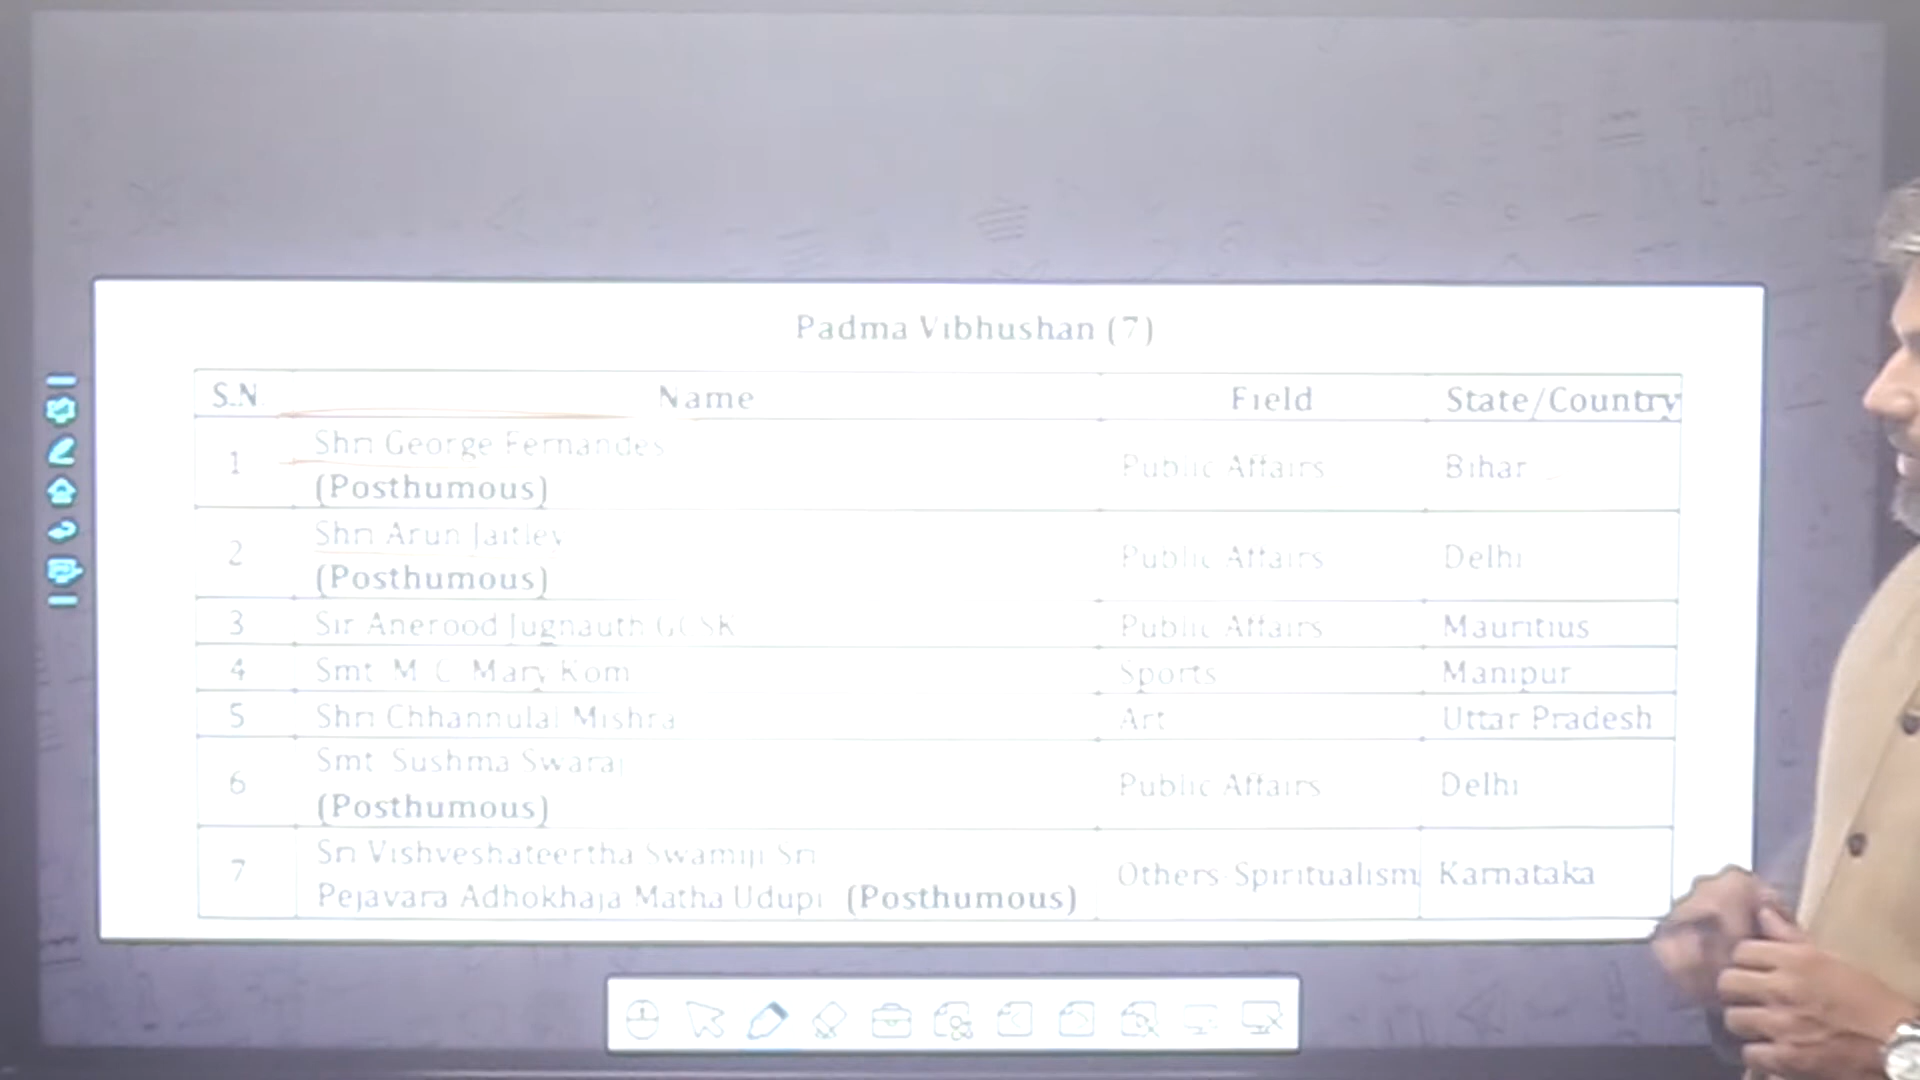 Padma Vibhushan (7)
S.N. Name Field State/Country
1 Shri George Fernandes (Posthumous) Public Affairs Bihar
2 Shri Arun Jaitley (Posthumous) Public Affairs Delhi
3 Sir Anerood Jugnauth GCSK Public Affairs Mauritius
4 Smt. M. C. Mary Kom Sports Manipur
5 Shri Chhannulal Mishra Art Uttar Pradesh
6 Smt. Sushma Swaraj (Posthumous) Public Affairs Delhi
7 Sri Vishveshateertha Swamiji Sri Pejavara Adhokhaja Matha Udupi (Posthumous) Others-Spiritualism Karnataka